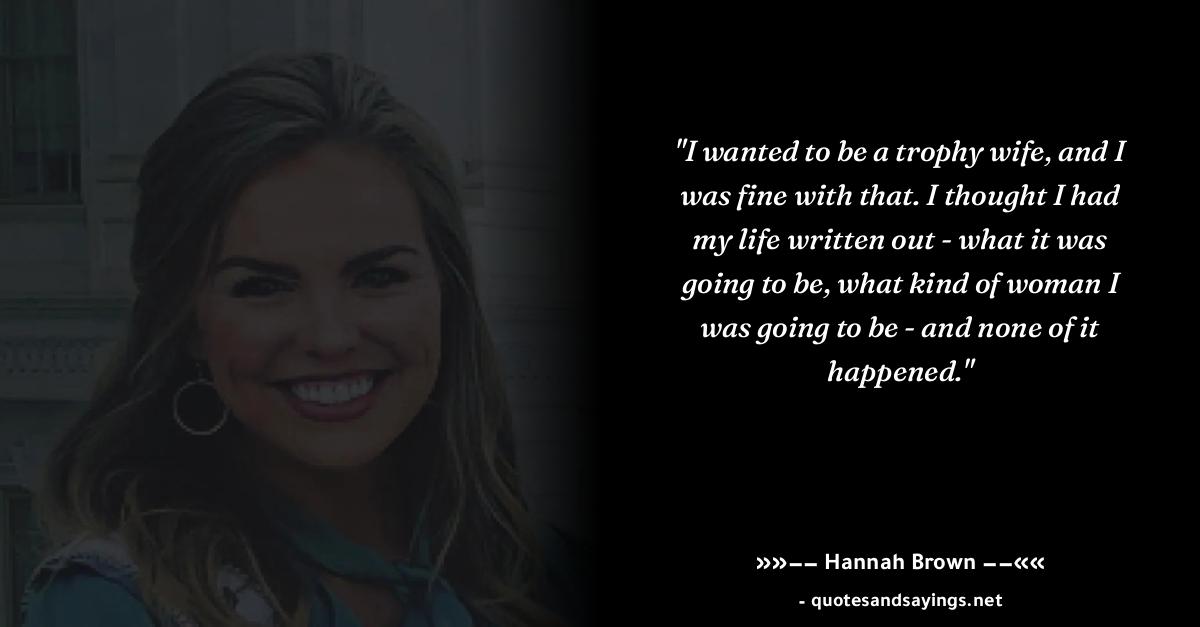 "I wanted to be a trophy wife, and I
was fine with that. I thought I had
my life written out - what it was
going to be, what kind of woman I
was going to be - and none of it
happened."
»»−− Hannah Brown −−««
- quotesandsayings.net